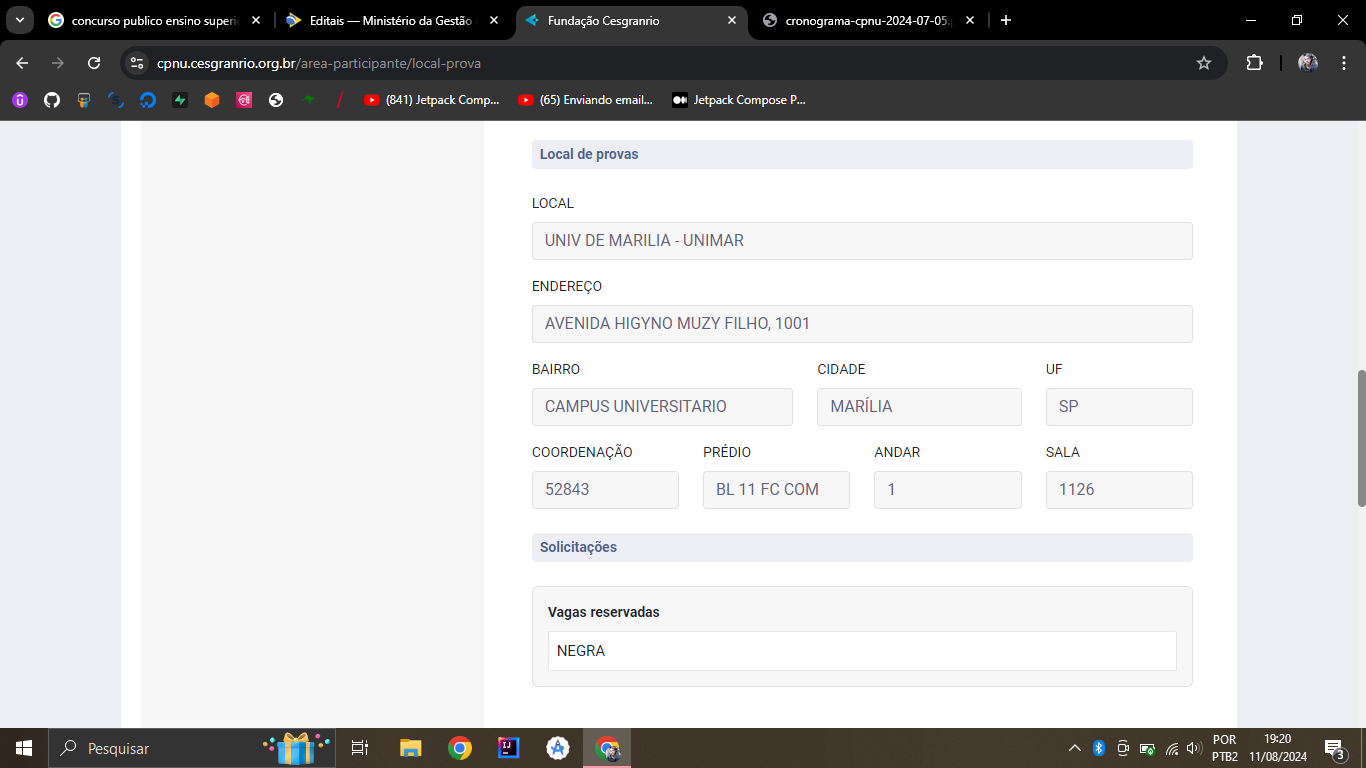 concurso publico ensino superi
Editais — Ministério da Gestão
Fundação Cesgranrio
cronograma-cpnu-2024-07-05.p
cpnu.cesgranrio.org.br/area-participante/local-prova
(841) Jetpack Comp...
(65) Enviando email...
Jetpack Compose P...
Local de provas
LOCAL
UNIV DE MARILIA - UNIMAR
ENDEREÇO
AVENIDA HIGYNO MUZY FILHO, 1001
BAIRRO CIDADE UF
CAMPUS UNIVERSITARIO MARÍLIA SP
COORDENAÇÃO PRÉDIO ANDAR SALA
52843 BL 11 FC COM 1 1126
Solicitações
Vagas reservadas
NEGRA
Pesquisar
POR 19:20
PTB2 11/08/2024 3